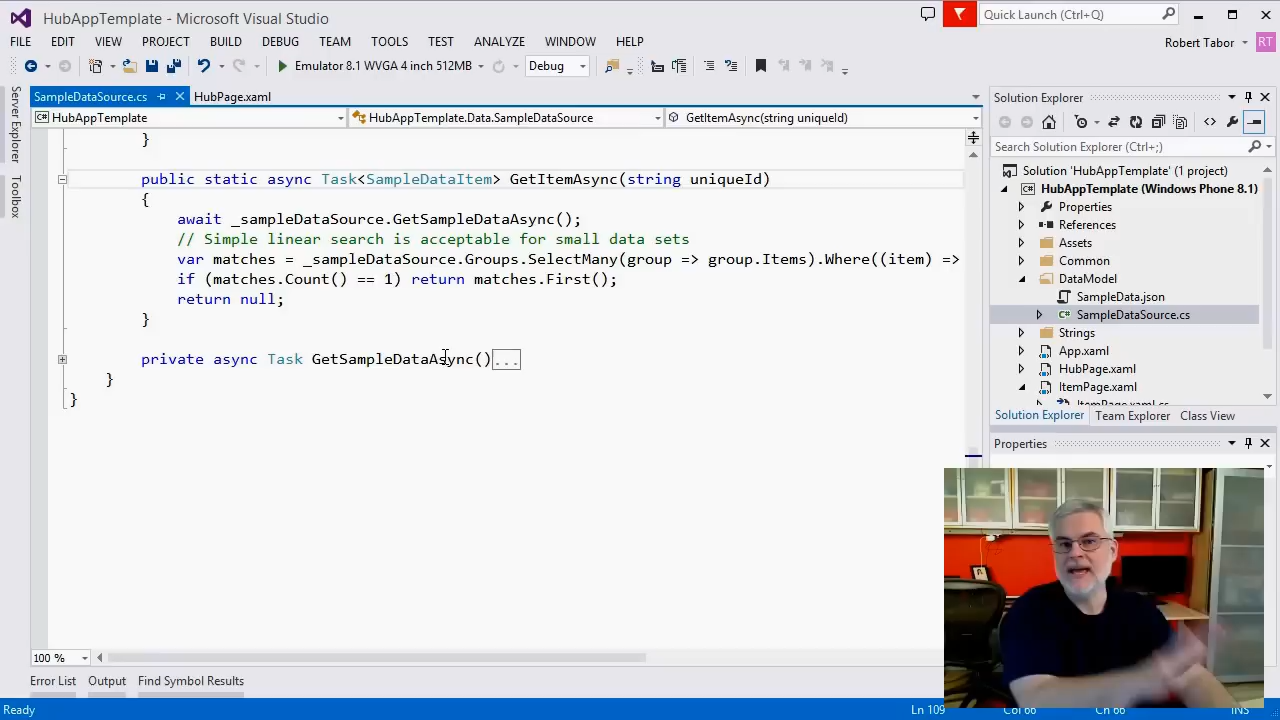 HubAppTemplate - Microsoft Visual Studio
Quick Launch (Ctrl+Q)
FILE EDIT VIEW PROJECT BUILD DEBUG TEAM TOOLS TEST ANALYZE WINDOW HELP
Robert Tabor RT
Emulator 8.1 WVGA 4 inch 512MB Debug
Server Explorer
Toolbox
SampleDataSource.cs HubPage.xaml
HubAppTemplate HubAppTemplate.Data.SampleDataSource GetItemAsync(string uniqueId)
}
public static async Task<SampleDataItem> GetItemAsync(string uniqueId)
{
await _sampleDataSource.GetSampleDataAsync();
// Simple linear search is acceptable for small data sets
var matches = _sampleDataSource.Groups.SelectMany(group => group.Items).Where((item) =>
if (matches.Count() == 1) return matches.First();
return null;
}
private async Task GetSampleDataAsync()...
}
}
100 %
Error List Output Find Symbol Results
Ready Ln 109 Col 66 Ch 66 INS
Solution Explorer
Search Solution Explorer (Ctrl+;)
Solution 'HubAppTemplate' (1 project)
HubAppTemplate (Windows Phone 8.1)
Properties
References
Assets
Common
DataModel
SampleData.json
SampleDataSource.cs
Strings
App.xaml
HubPage.xaml
ItemPage.xaml
ItemPage.xaml.cs
Solution Explorer Team Explorer Class View
Properties